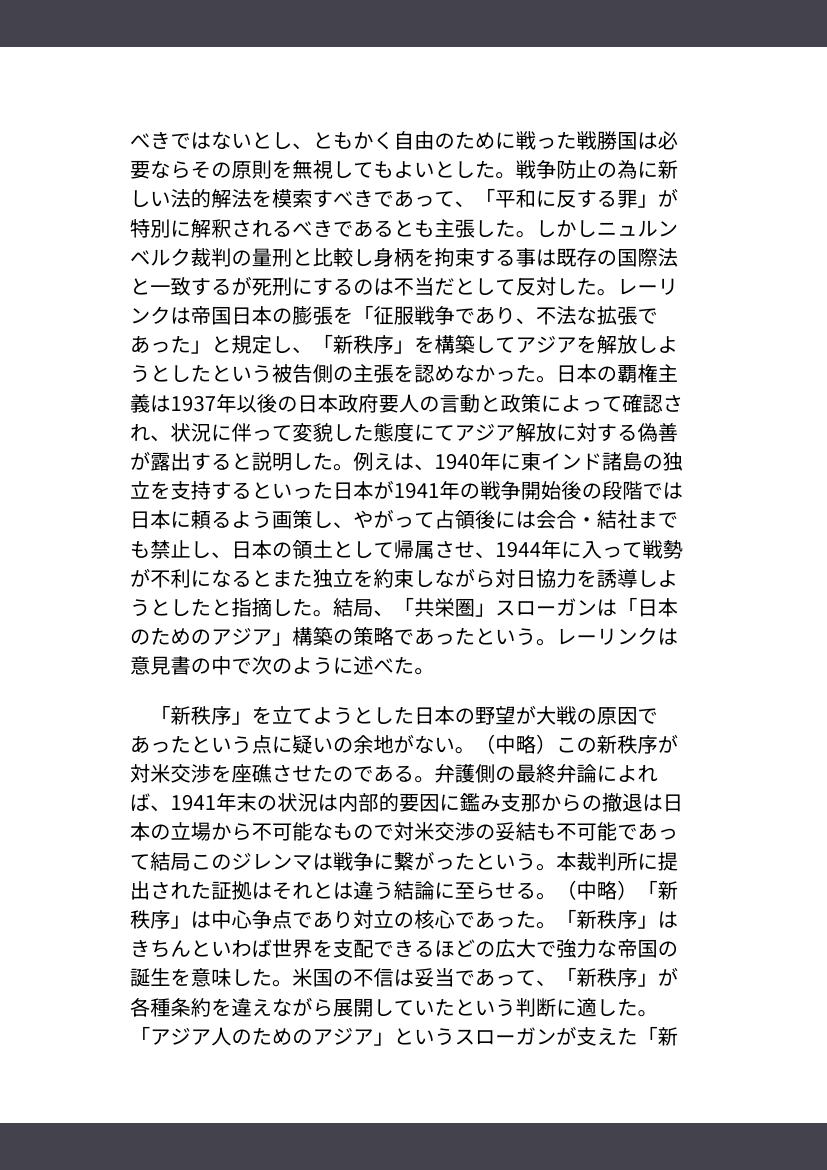 べきではないとし、ともかく自由のために戦った戦勝国は必
要ならその原則を無視してもよいとした。戦争防止の為に新
しい法的解法を模索すべきであって、「平和に反する罪」が
特別に解釈されるべきであるとも主張した。しかしニュルン
ベルク裁判の量刑と比較し身柄を拘束する事は既存の国際法
と一致するが死刑にするのは不当だとして反対した。レーリ
ンクは帝国日本の膨張を「征服戦争であり、不法な拡張で
あった」と規定し、「新秩序」を構築してアジアを解放しよ
うとしたという被告側の主張を認めなかった。日本の覇権主
義は1937年以後の日本政府要人の言動と政策によって確認さ
れ、状況に伴って変貌した態度にてアジア解放に対する偽善
が露出すると説明した。例えは、1940年に東インド諸島の独
立を支持するといった日本が1941年の戦争開始後の段階では
日本に頼るよう画策し、やがって占領後には会合・結社まで
も禁止し、日本の領土として帰属させ、1944年に入って戦勢
が不利になるとまた独立を約束しながら対日協力を誘導しよ
うとしたと指摘した。結局、「共栄圏」スローガンは「日本
のためのアジア」構築の策略であったという。レーリンクは
意見書の中で次のように述べた。
「新秩序」を立てようとした日本の野望が大戦の原因で
あったという点に疑いの余地がない。（中略）この新秩序が
対米交渉を座礁させたのである。弁護側の最終弁論によれ
ば、1941年末の状況は内部的要因に鑑み支那からの撤退は日
本の立場から不可能なもので対米交渉の妥結も不可能であっ
て結局このジレンマは戦争に繋がったという。本裁判所に提
出された証拠はそれとは違う結論に至らせる。（中略）「新
秩序」は中心争点であり対立の核心であった。「新秩序」は
きちんといわば世界を支配できるほどの広大で強力な帝国の
誕生を意味した。米国の不信は妥当であって、「新秩序」が
各種条約を違えながら展開していたという判断に適した。
「アジア人のためのアジア」というスローガンが支えた「新